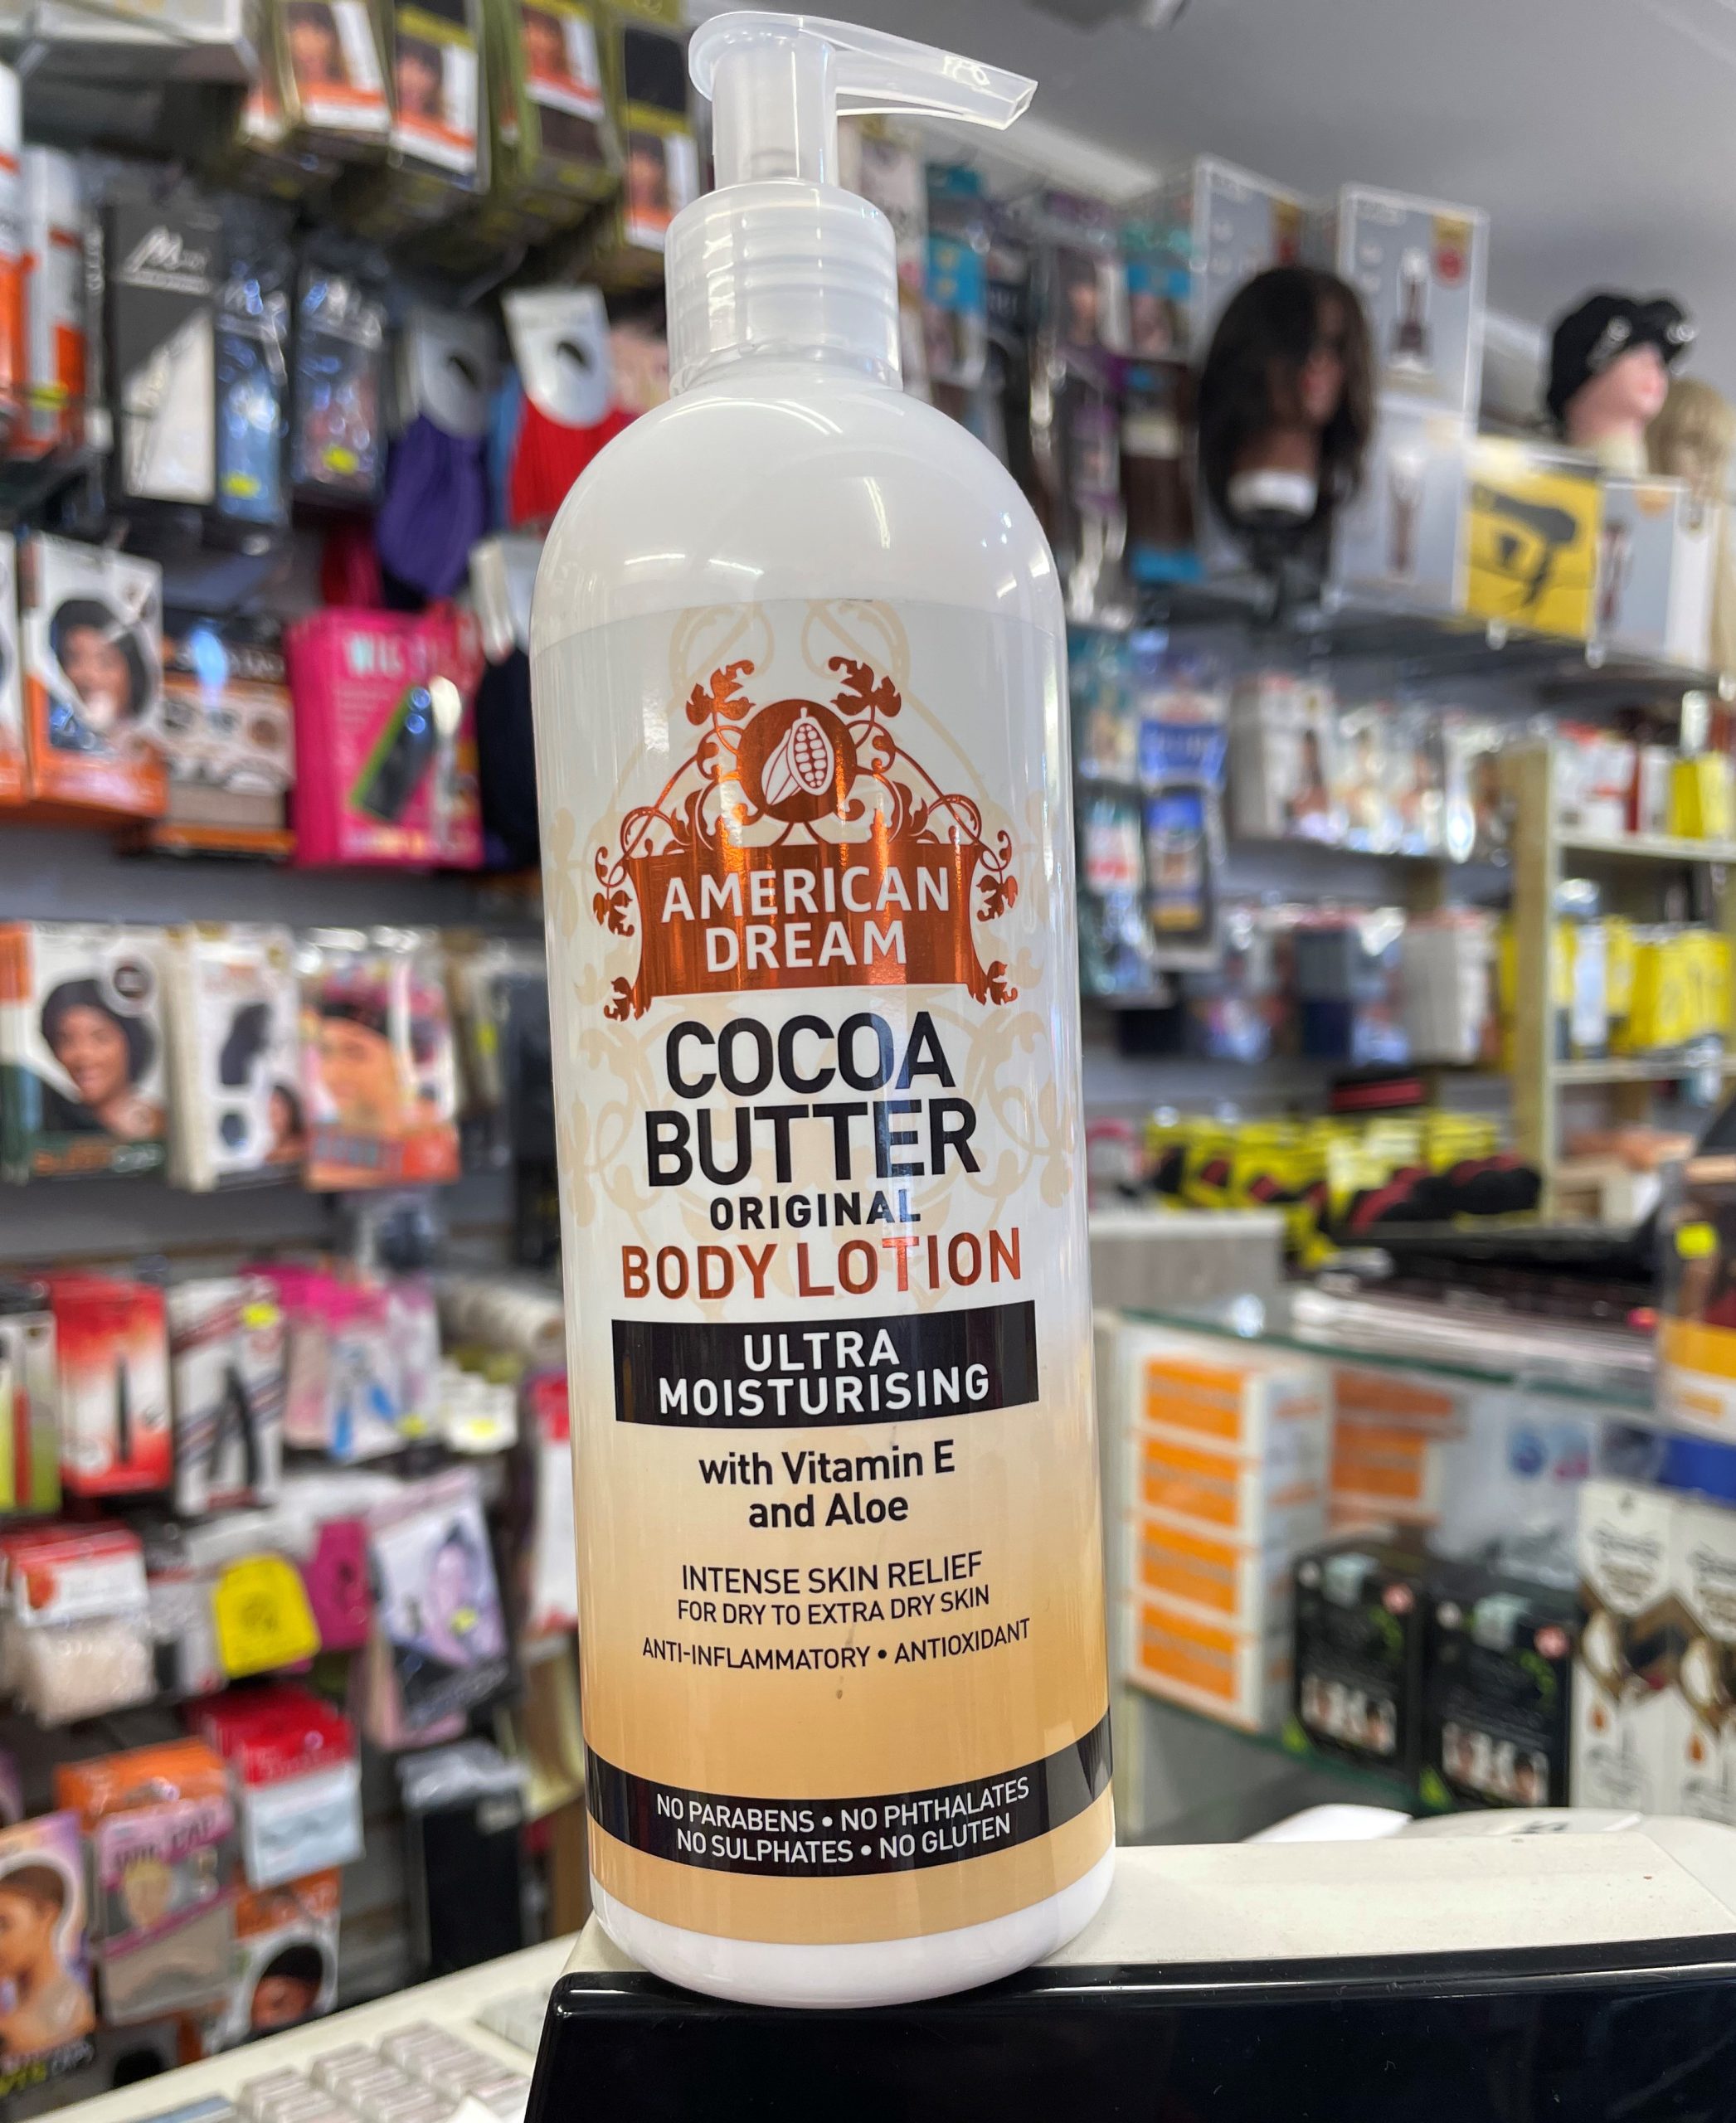 AMERICAN
DREAM
COCOA
BUTTER
ORIGINAL
BODY LOTION
ULTRA
MOISTURISING
with Vitamin E
and Aloe
INTENSE SKIN RELIEF
FOR DRY TO EXTRA DRY SKIN
ANTI-INFLAMMATORY • ANTIOXIDANT
NO PARABENS • NO PHTHALATES
NO SULPHATES • NO GLUTEN